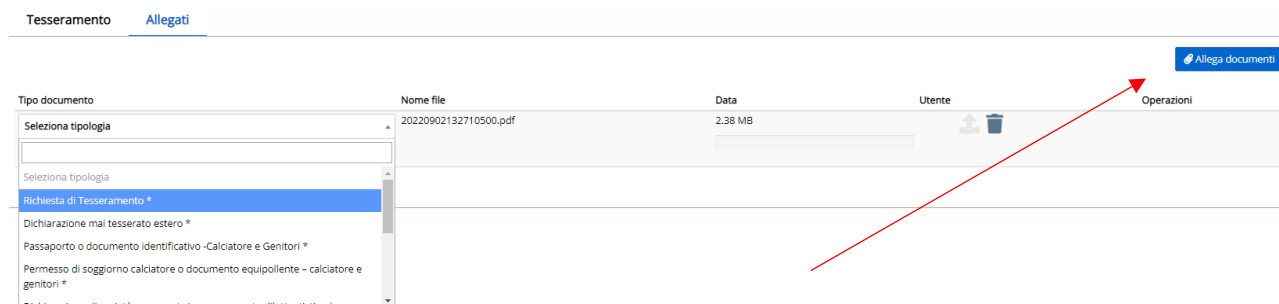 Tesseramento Allegati
Allega documenti
Tipo documento Nome file Data Utente Operazioni
Seleziona tipologia 20220902132710500.pdf 2.38 MB
Seleziona tipologia
Richiesta di Tesseramento *
Dichiarazione mai tesserato estero *
Passaporto o documento identificativo -Calciatore e Genitori *
Permesso di soggiorno calciatore o documento equipollente – calciatore e
genitori *